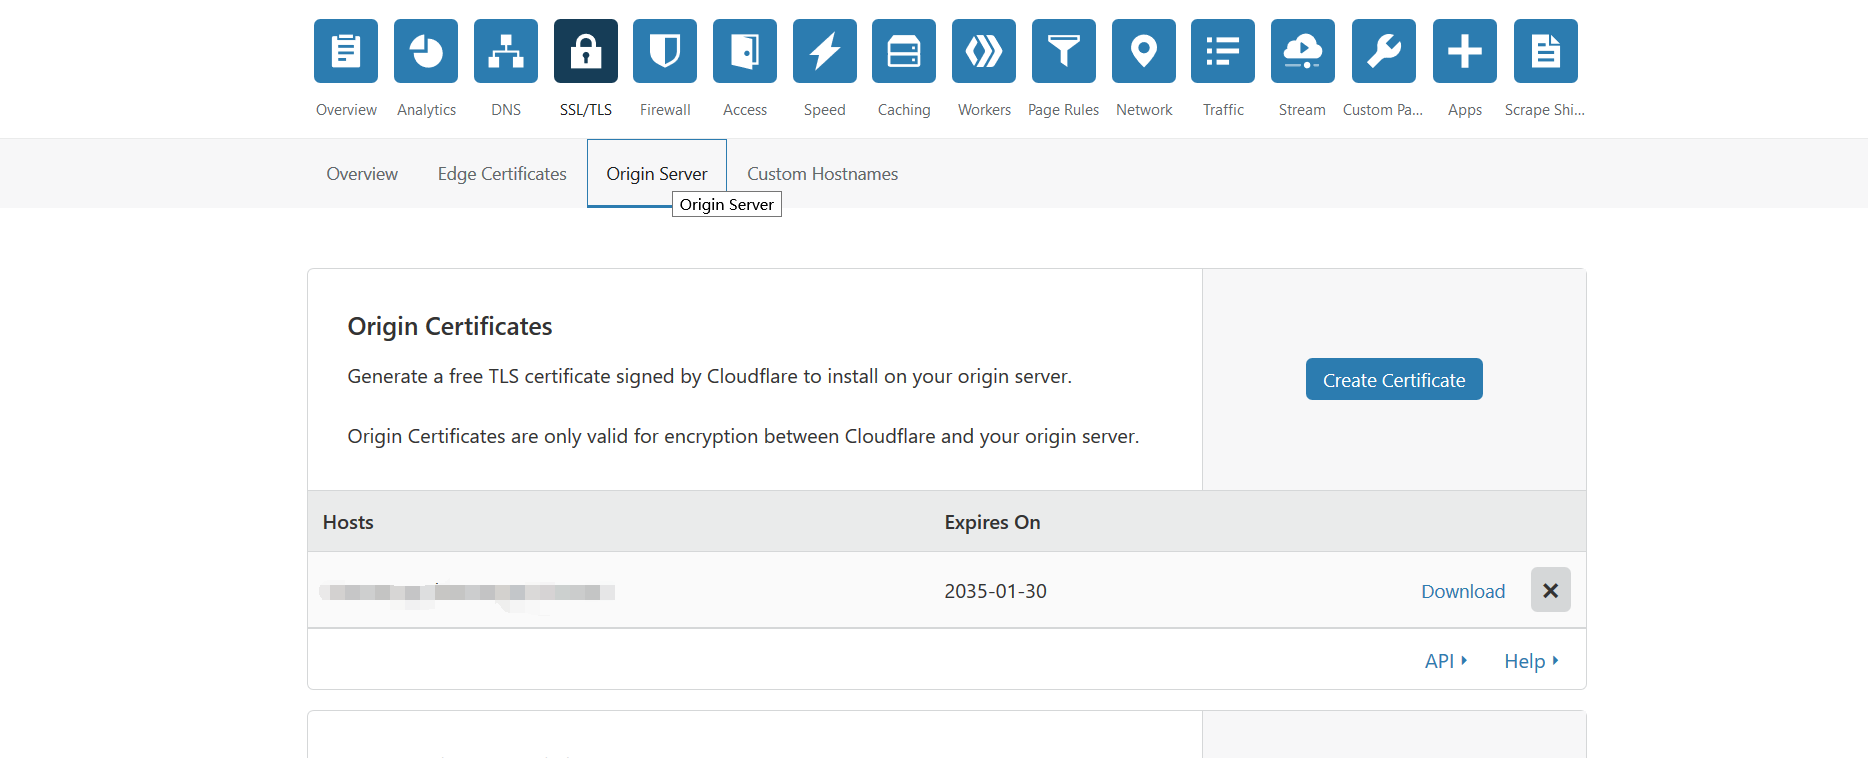 Overview Analytics DNS SSL/TLS Firewall Access Speed Caching Workers Page Rules Network Traffic Stream Custom Pa... Apps Scrape Shi...
Overview Edge Certificates Origin Server Custom Hostnames
Origin Server
Origin Certificates
Generate a free TLS certificate signed by Cloudflare to install on your origin server.
Create Certificate
Origin Certificates are only valid for encryption between Cloudflare and your origin server.
Hosts Expires On
2035-01-30 Download
API Help